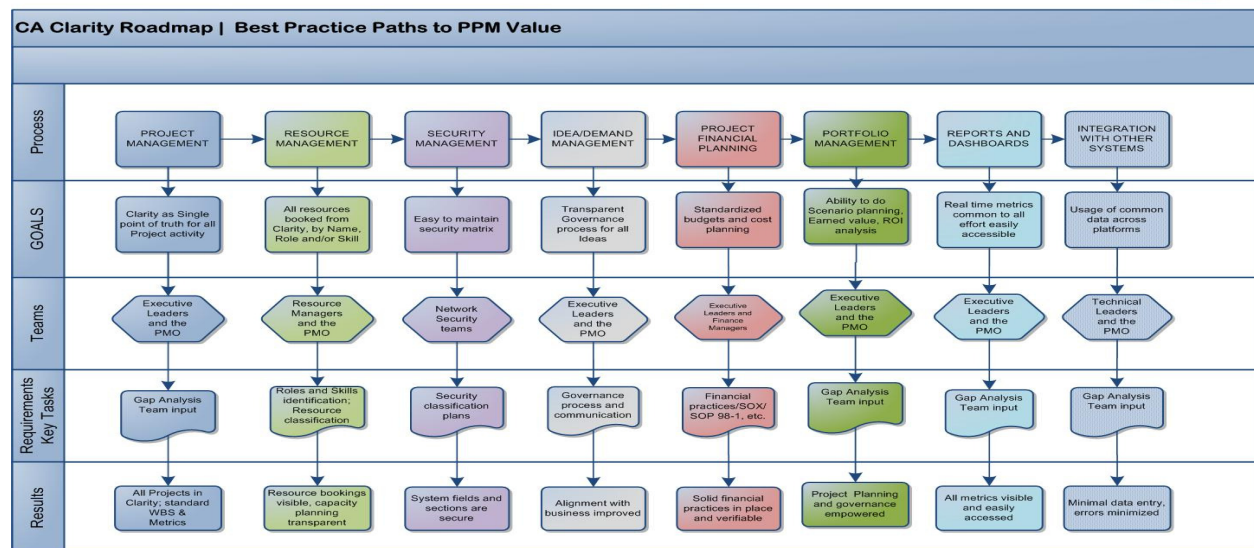 CA Clarity Roadmap | Best Practice Paths to PPM Value
Process
PROJECT
MANAGEMENT
RESOURCE
MANAGEMENT
SECURITY
MANAGEMENT
IDEA/DEMAND
MANAGEMENT
PROJECT
FINANCIAL
PLANNING
PORTFOLIO
MANAGEMENT
REPORTS AND
DASHBOARDS
INTEGRATION
WITH OTHER
SYSTEMS
GOALS
Clarity as Single
point of truth for all
Project activity
All resources
booked from
Clarity, by Name,
Role and/or Skill
Easy to maintain
security matrix
Transparent
Governance
process for all
Ideas
Standardized
budgets and cost
planning
Ability to do
Scenario planning,
Earned value, ROI
analysis
Real time metrics
common to all
effort easily
accessible
Usage of common
data across
platforms
Teams
Executive
Leaders
and the
PMO
Resource
Managers
and the
PMO
Network
Security
teams
Executive
Leaders
and the
PMO
Executive
Leaders and
Finance
Managers
Executive
Leaders
and the
PMO
Executive
Leaders
and the
PMO
Technical
Leaders
and the
PMO
Requirements
Key Tasks
Gap Analysis
Team input
Roles and Skills
identification;
Resource
classification
Security
classification
plans
Governance
process and
communication
Financial
practices/SOX/
SOP 98-1, etc.
Gap Analysis
Team input
Gap Analysis
Team input
Gap Analysis
Team input
Results
All Projects in
Clarity; standard
WBS & Metrics
Resource bookings
visible, capacity
planning
transparent
System fields and
sections are
secure
Alignment with
business improved
Solid financial
practices in place
and verifiable
Project Planning
and governance
empowered
All metrics visible
and easily
accessed
Minimal data entry,
errors minimized